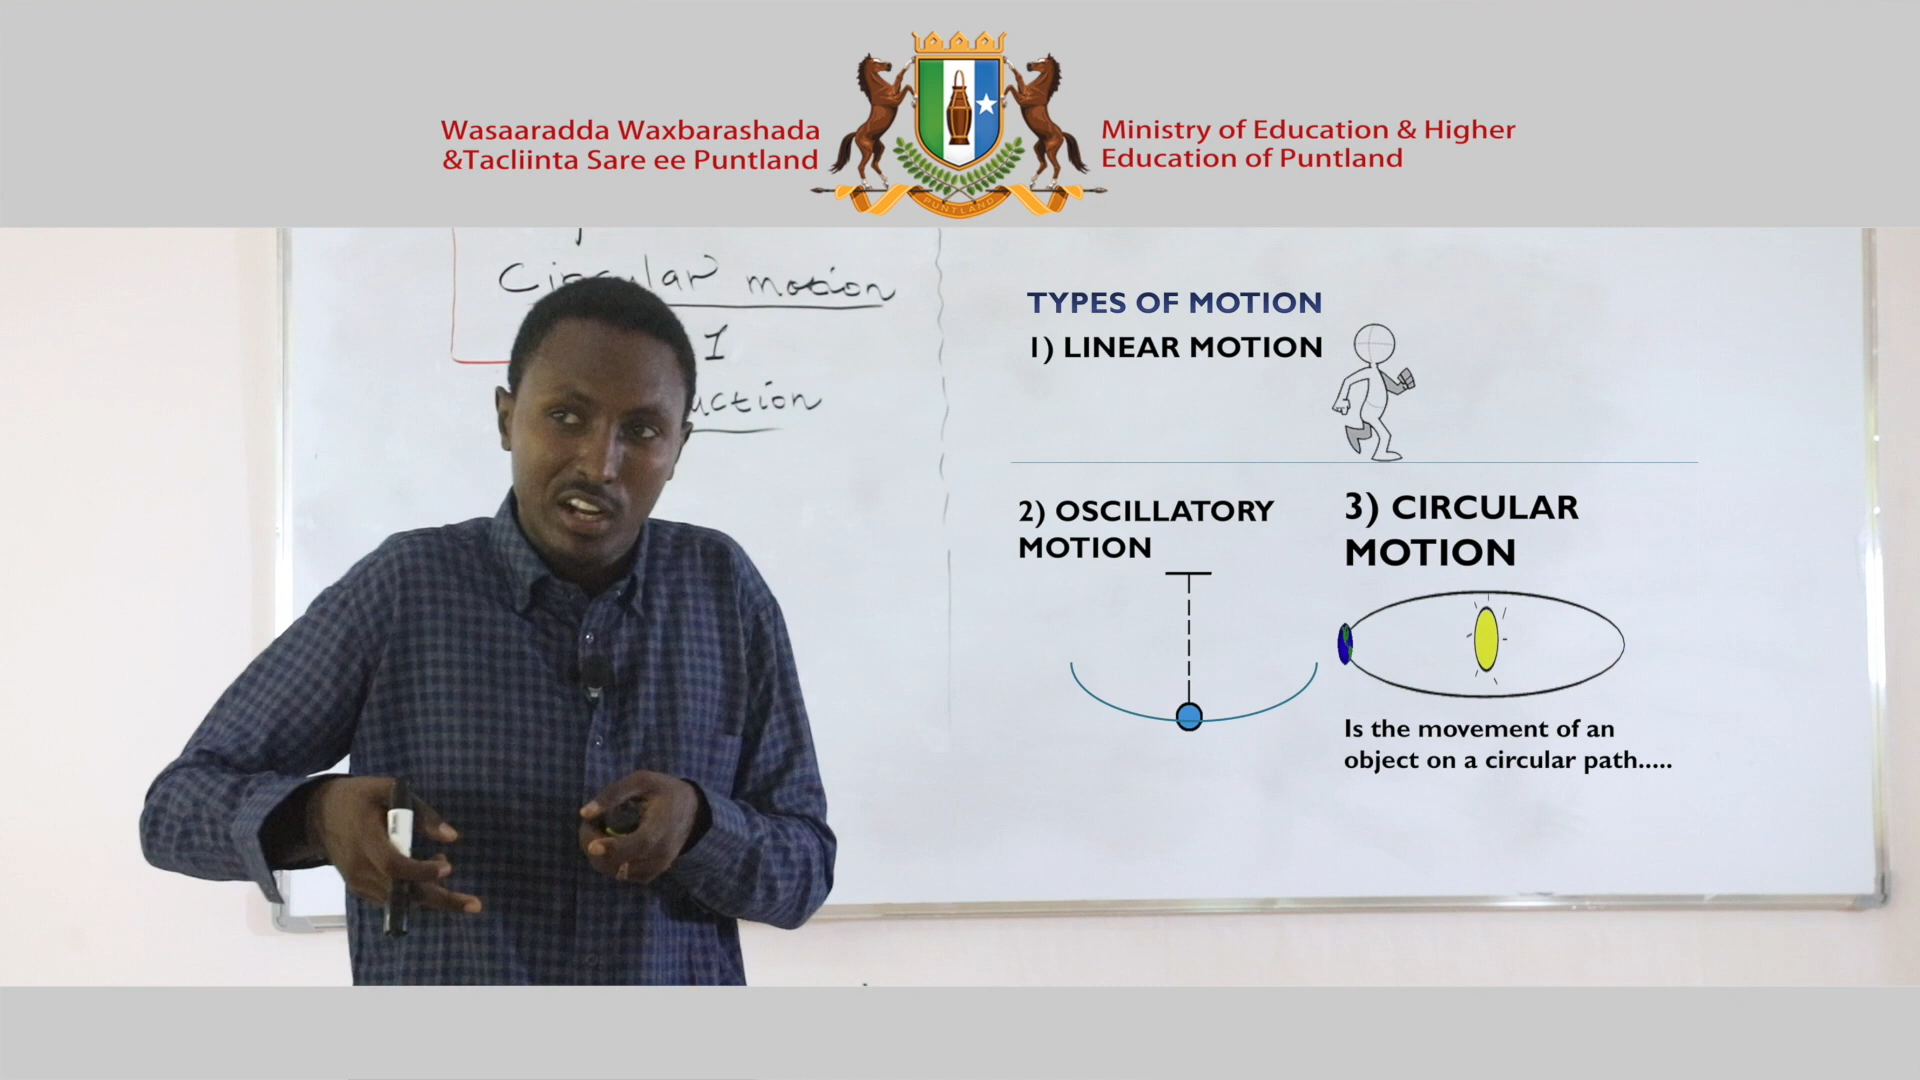 Wasaaradda Waxbarashada
&Tacliinta Sare ee Puntland
Ministry of Education & Higher
Education of Puntland
PUNTLAND
motion
1
TYPES OF MOTION
1) LINEAR MOTION
2) OSCILLATORY
MOTION
3) CIRCULAR
MOTION
Is the movement of an
object on a circular path.....